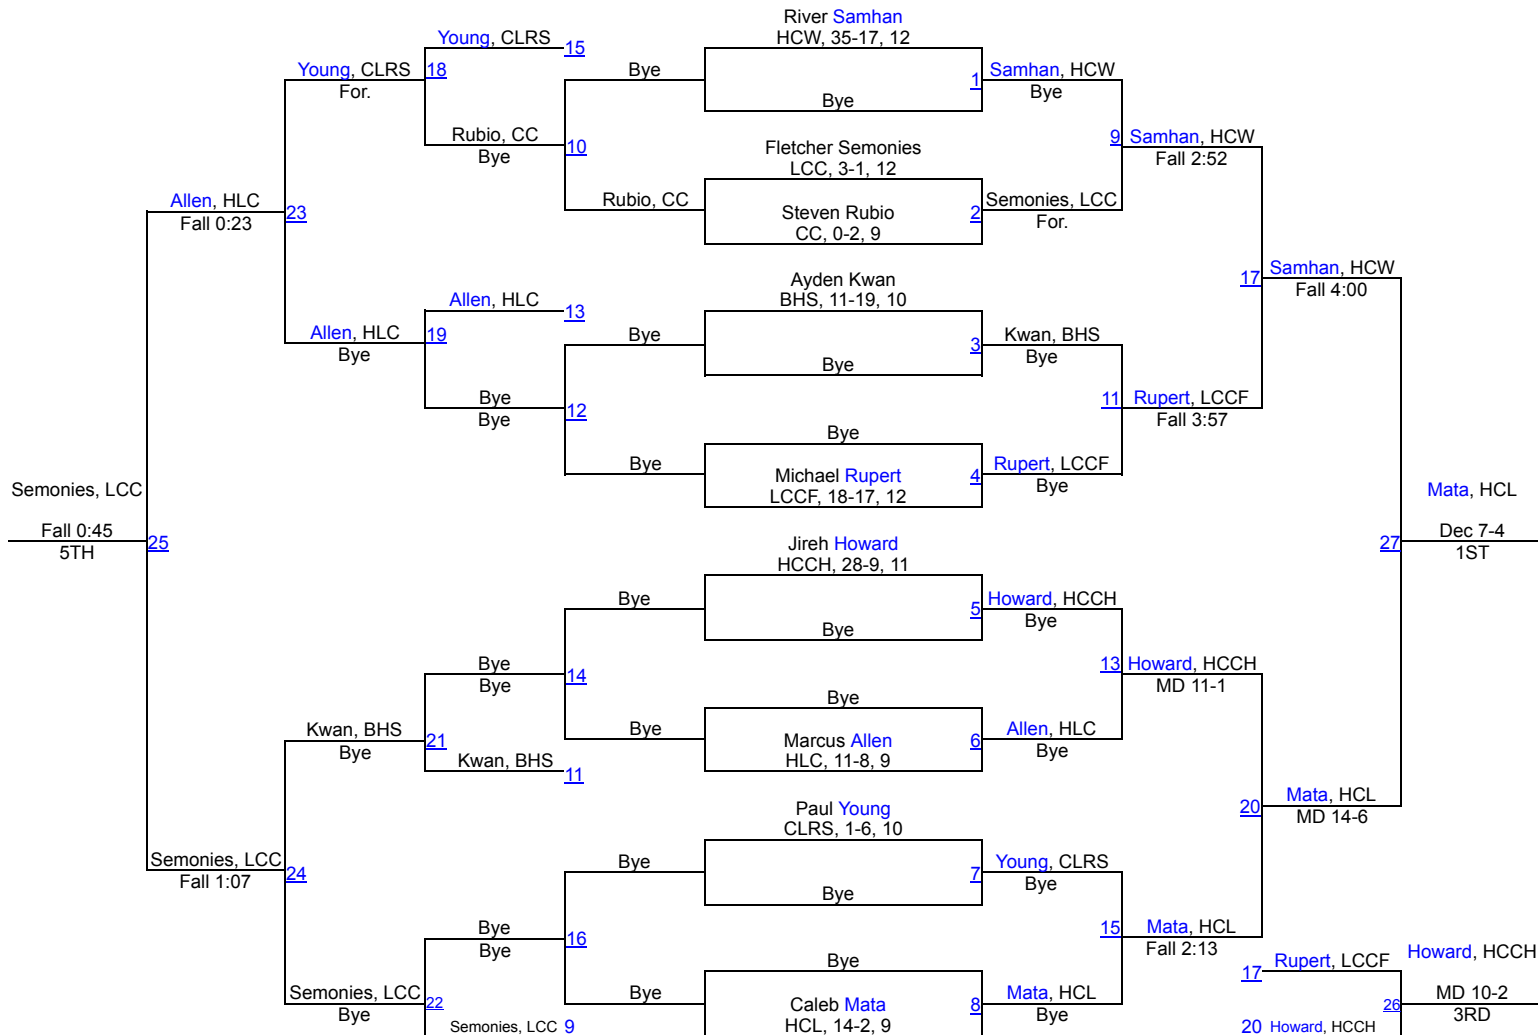 River Samhan
HCW, 35-17, 12
Young, CLRS
15
Young, CLRS
18
For.
Bye
1
Samhan, HCW
Bye
Bye
Rubio, CC
Bye
10
Fletcher Semonies
LCC, 3-1, 12
9
Samhan, HCW
Fall 2:52
Allen, HLC
Fall 0:23
23
Rubio, CC
Steven Rubio
CC, 0-2, 9
2
Semonies, LCC
For.
Ayden Kwan
BHS, 11-19, 10
17
Samhan, HCW
Fall 4:00
Allen, HLC
13
Allen, HLC
Bye
19
Bye
Bye
3
Kwan, BHS
Bye
Bye
Bye
12
11
Rupert, LCCF
Fall 3:57
Bye
Bye
Michael Rupert
LCCF, 18-17, 12
4
Rupert, LCCF
Bye
Semonies, LCC
Fall 0:45
5TH
25
Mata, HCL
27
Dec 7-4
1ST
Jireh Howard
HCCH, 28-9, 11
Bye
Bye
5
Howard, HCCH
Bye
Bye
Bye
14
13
Howard, HCCH
MD 11-1
Kwan, BHS
Bye
21
Bye
Bye
Marcus Allen
HLC, 11-8, 9
6
Allen, HLC
Bye
Kwan, BHS
11
20
Mata, HCL
MD 14-6
Paul Young
CLRS, 1-6, 10
Semonies, LCC
Fall 1:07
24
Bye
Bye
7
Young, CLRS
Bye
Bye
Bye
16
15
Mata, HCL
Fall 2:13
Bye
Semonies, LCC
Bye
22
Semonies, LCC 9
Bye
Caleb Mata
HCL, 14-2, 9
8
Mata, HCL
Bye
17
Rupert, LCCF
Howard, HCCH
26
MD 10-2
3RD
20 Howard, HCCH